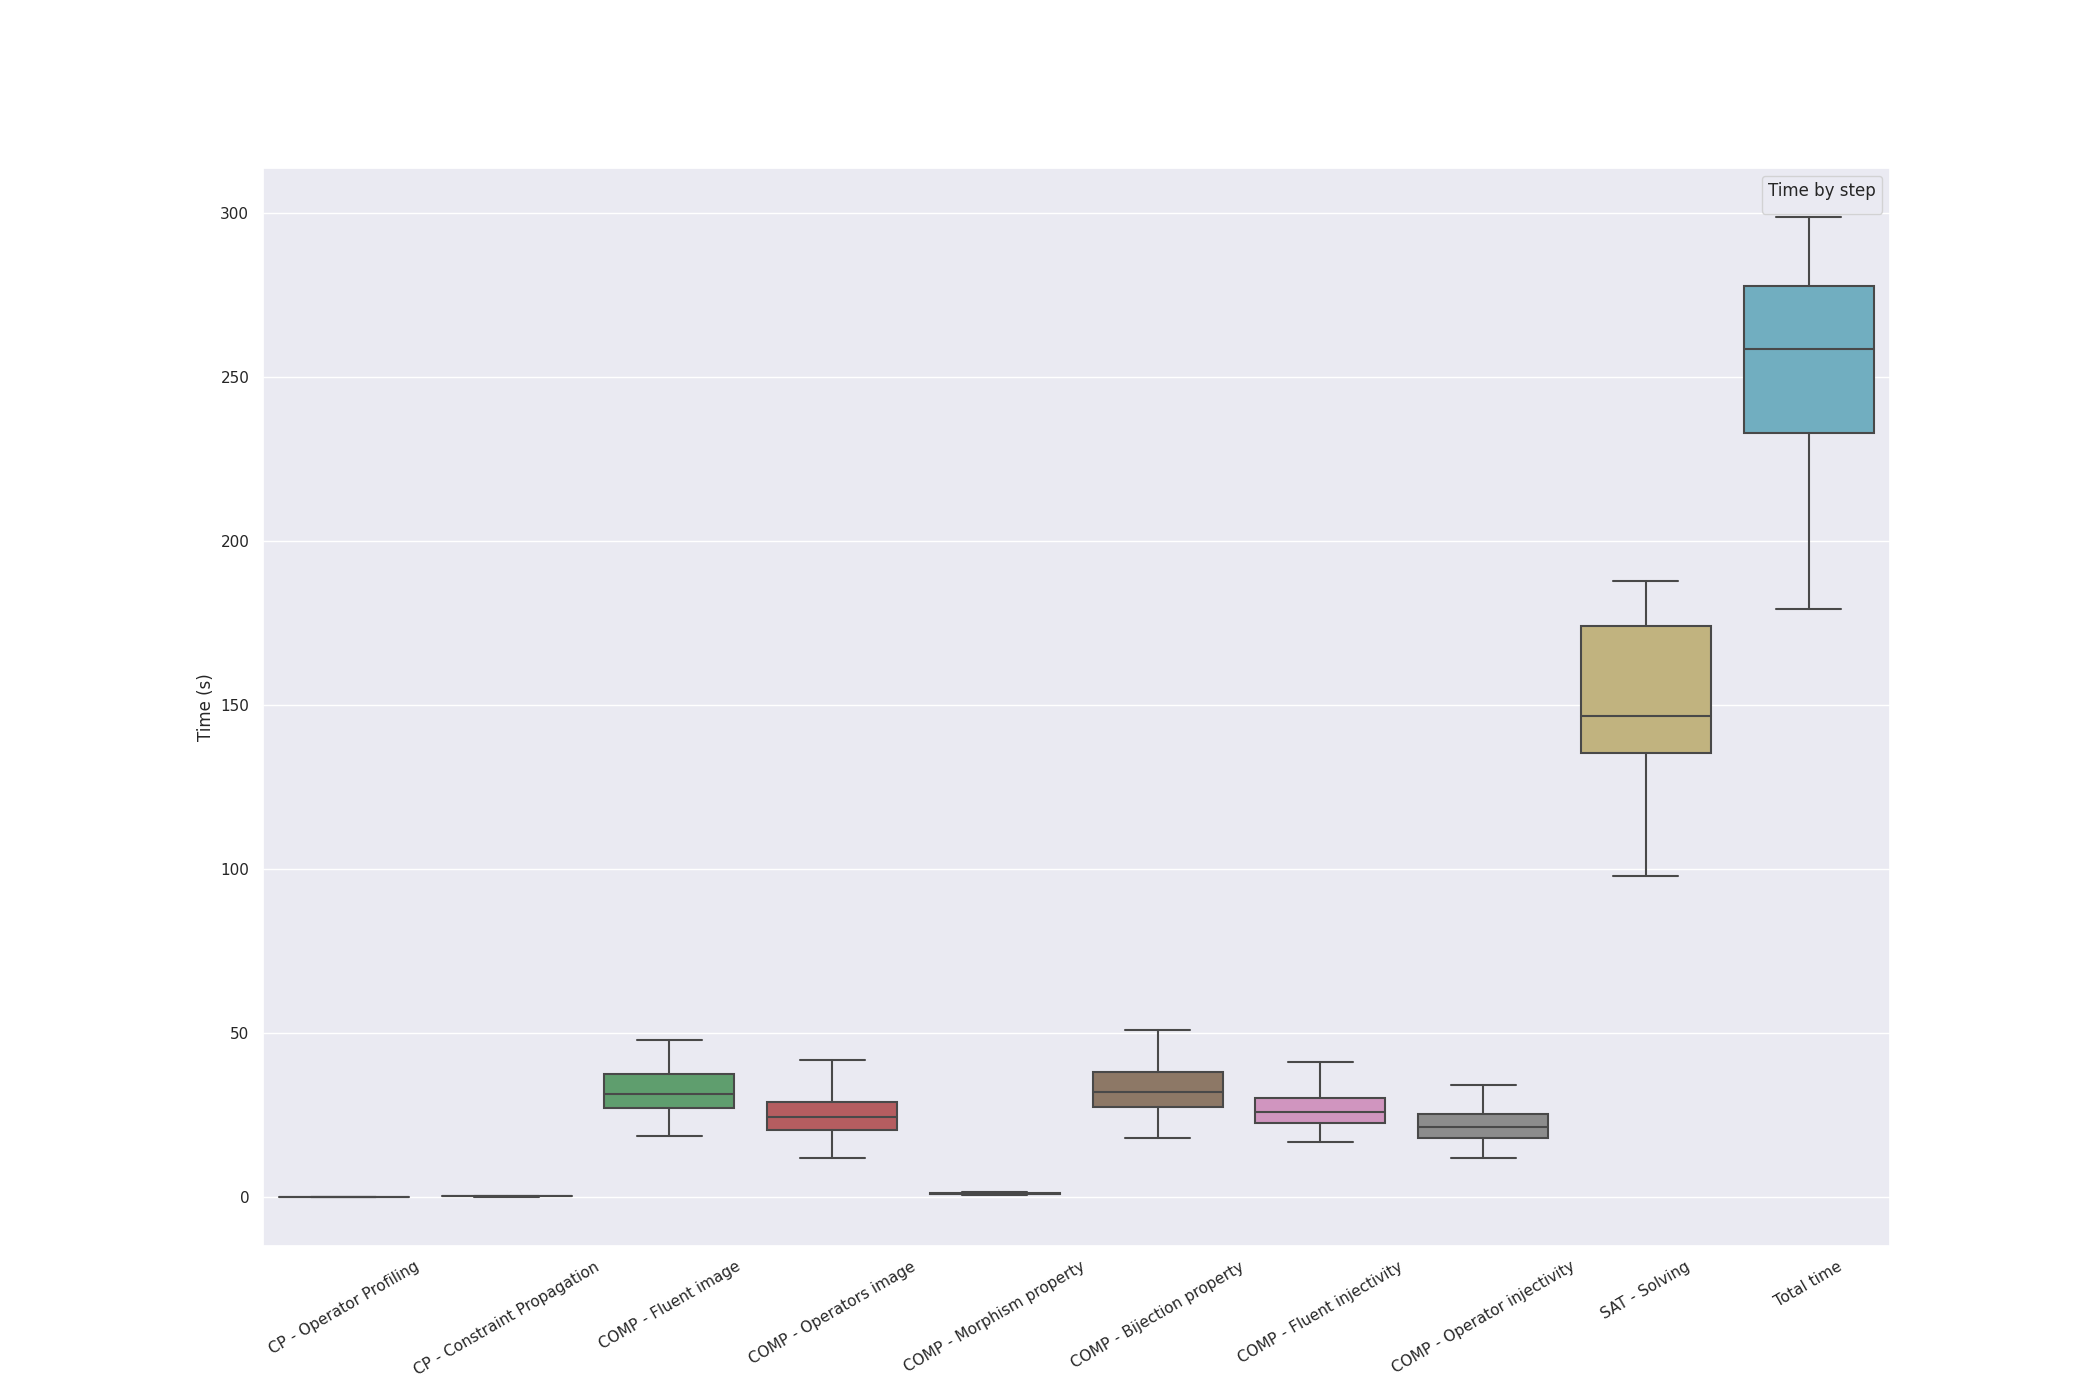 Time by step
300
250
200
150
100
50
0
Time (s)
CP - Operator Profiling
CP - Constraint Propagation
COMP - Fluent image
COMP - Operators image
COMP - Morphism property
COMP - Bijection property
COMP - Fluent injectivity
COMP - Operator injectivity
SAT - Solving
Total time